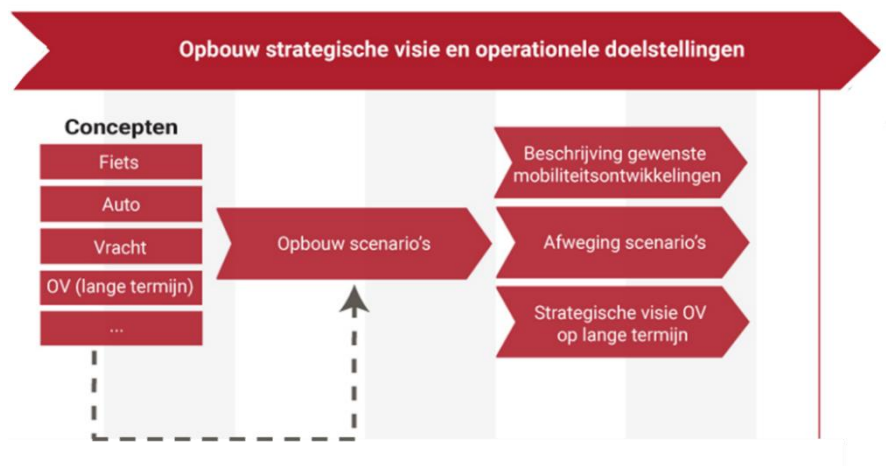 Opbouw strategische visie en operationele doelstellingen
Concepten
Fiets
Auto
Vracht
OV (lange termijn)
...
Opbouw scenario's
Beschrijving gewenste
mobiliteitsontwikkelingen
Afweging scenario's
Strategische visie OV
op lange termijn